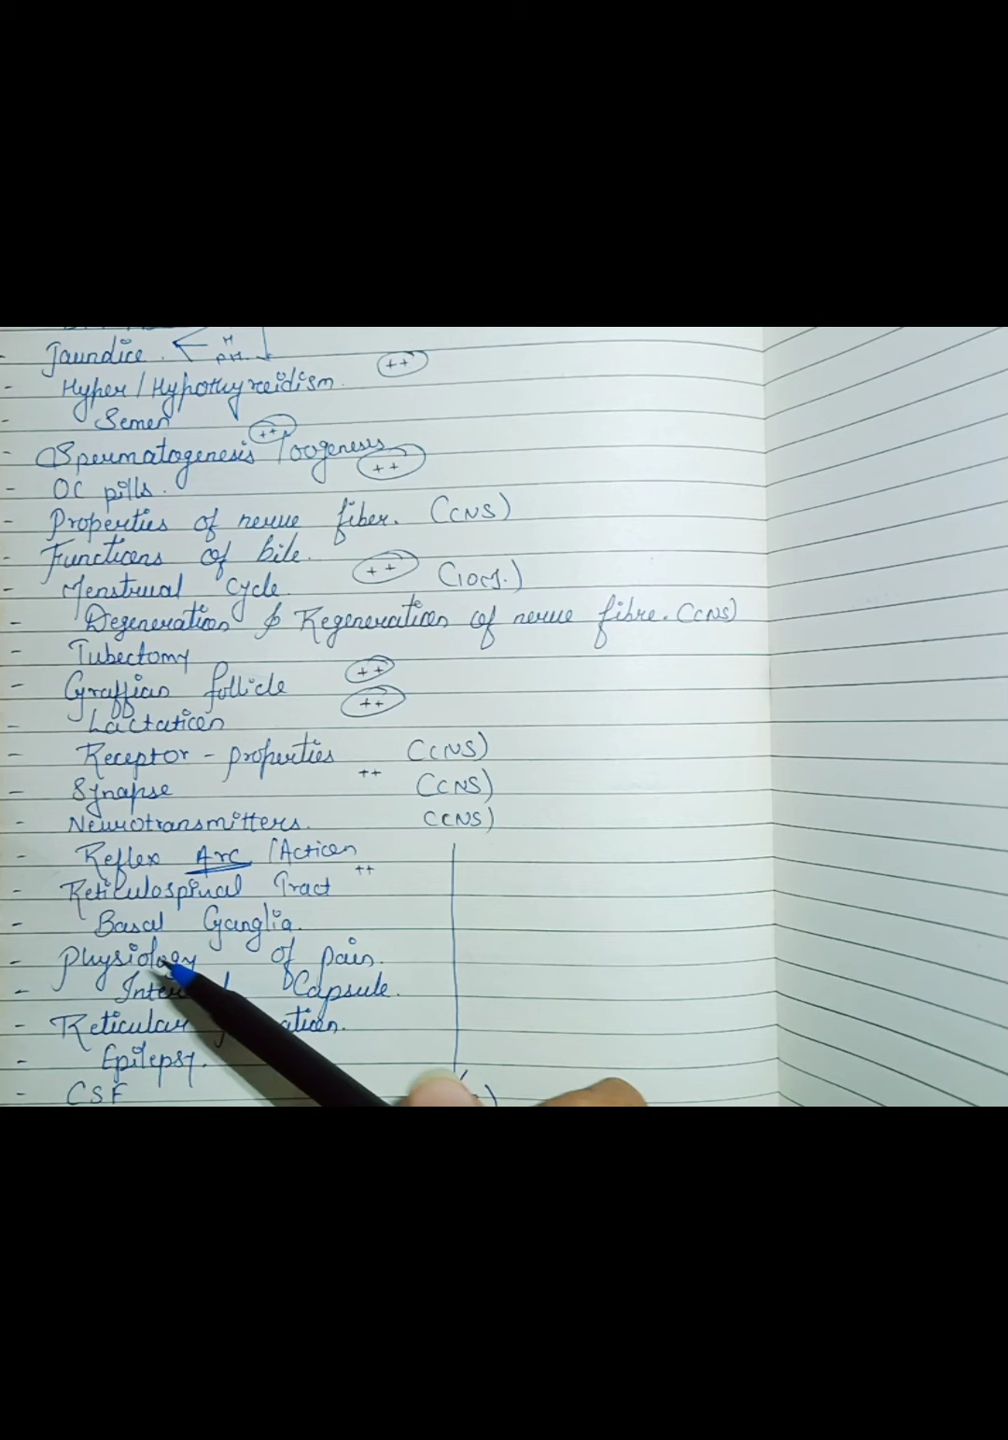 - Jaundice.
- Hyper/Hypothyroidism. ++
Semen
- Spermatogenesis ++ /oogenesis
- OC pills. ++
- Properties of nerve fiber. (CNS)
- Functions of bile.
- Menstrual cycle ++ (10M.)
- Degeneration & Regeneration of nerve fibre. (CNS)
- Tubectomy
- Graffian follicle ++
- Lactation ++
- Receptor - properties (CNS)
- Synapse ++ (CNS)
- Neurotransmitters. (CNS)
- Reflex Arc /Action
- Reticulospinal Tract ++
- Basal Ganglia.
- Physiology of pain.
- Capsule.
- Reticular
- Epilepsy.
- CSF